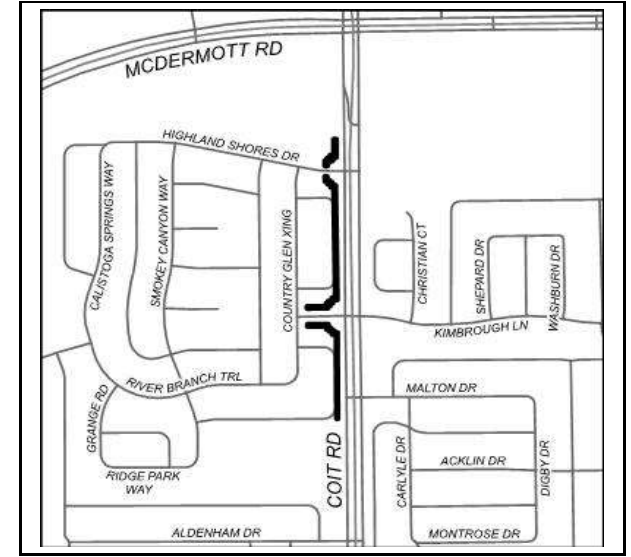 MCDERMOTT RD
HIGHLAND SHORES DR
CALISTOGA SPRINGS WAY
SMOKEY CANYON WAY
COUNTRY GLEN XING
CHRISTIAN CT
SHEPARD DR
WASHBURN DR
KIMBROUGH LN
RIVER BRANCH TRL
MALTON DR
GRANGE RD
COIT RD
CARLYLE DR
ACKLIN DR
DIGBY DR
RIDGE PARK
WAY
ALDENHAM DR
MONTROSE DR